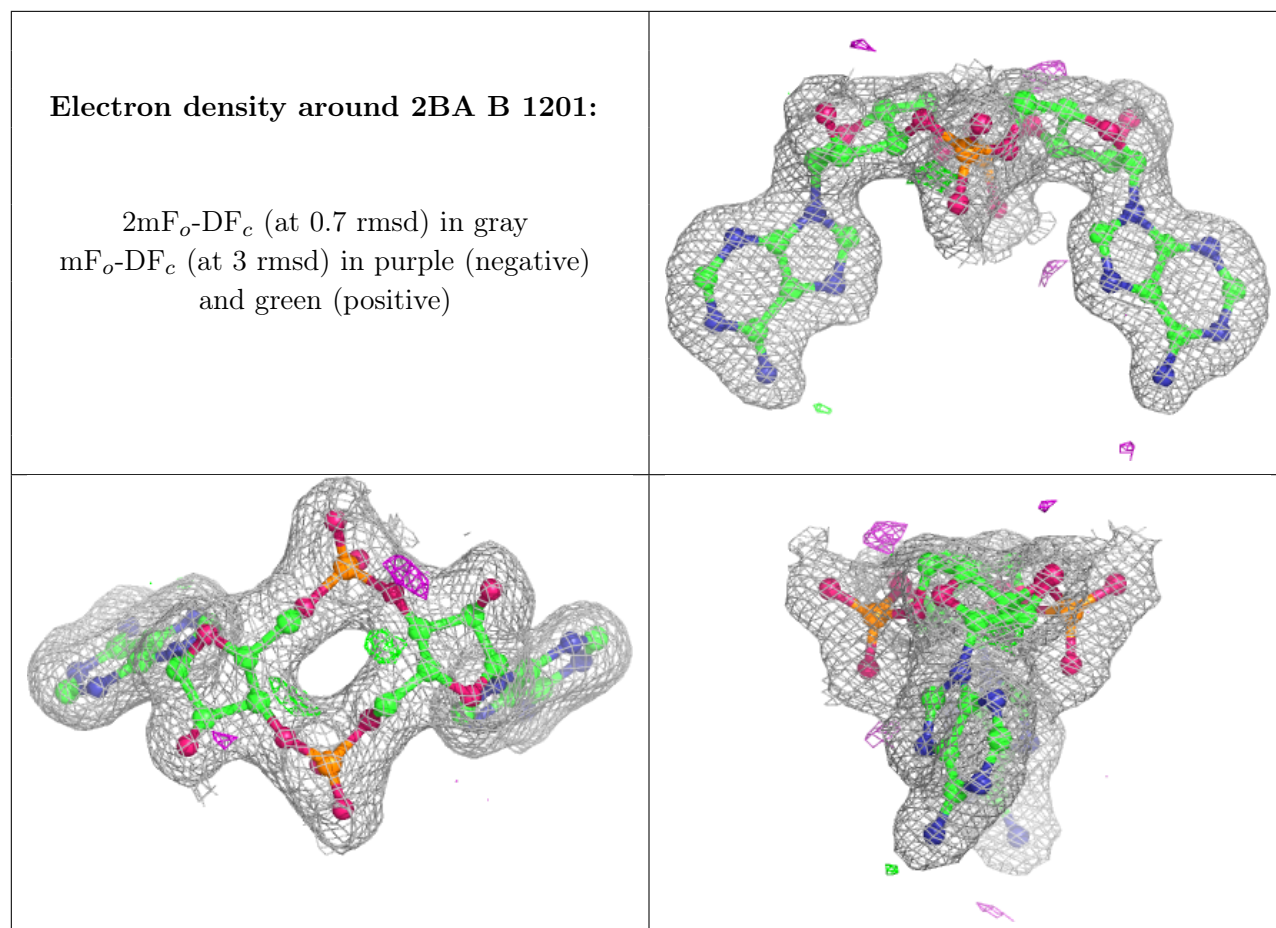 Electron density around 2BA B 1201:
2mFₒ-DF𝒸 (at 0.7 rmsd) in gray
mFₒ-DF𝒸 (at 3 rmsd) in purple (negative)
and green (positive)